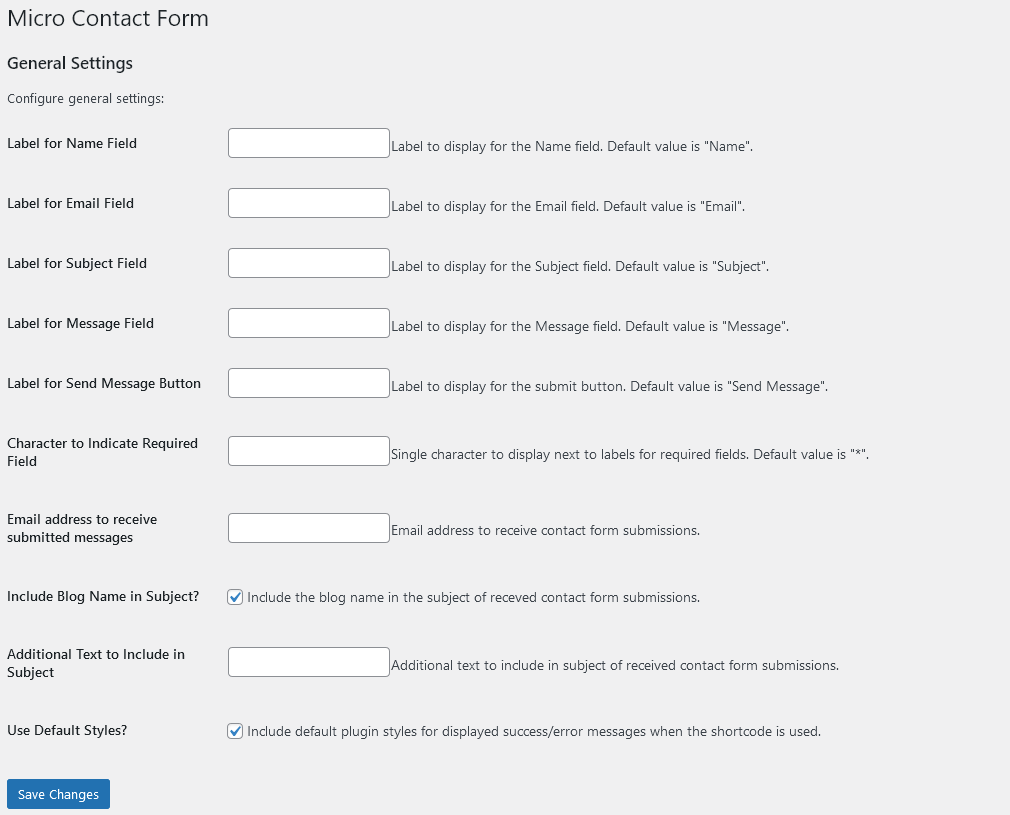 Micro Contact Form
General Settings
Configure general settings:
Label for Name Field
Label to display for the Name field. Default value is "Name".
Label for Email Field
Label to display for the Email field. Default value is "Email".
Label for Subject Field
Label to display for the Subject field. Default value is "Subject".
Label for Message Field
Label to display for the Message field. Default value is "Message".
Label for Send Message Button
Label to display for the submit button. Default value is "Send Message".
Character to Indicate Required
Field
Single character to display next to labels for required fields. Default value is "*".
Email address to receive
submitted messages
Email address to receive contact form submissions.
Include Blog Name in Subject?
Include the blog name in the subject of receved contact form submissions.
Additional Text to Include in
Subject
Additional text to include in subject of received contact form submissions.
Use Default Styles?
Include default plugin styles for displayed success/error messages when the shortcode is used.
Save Changes